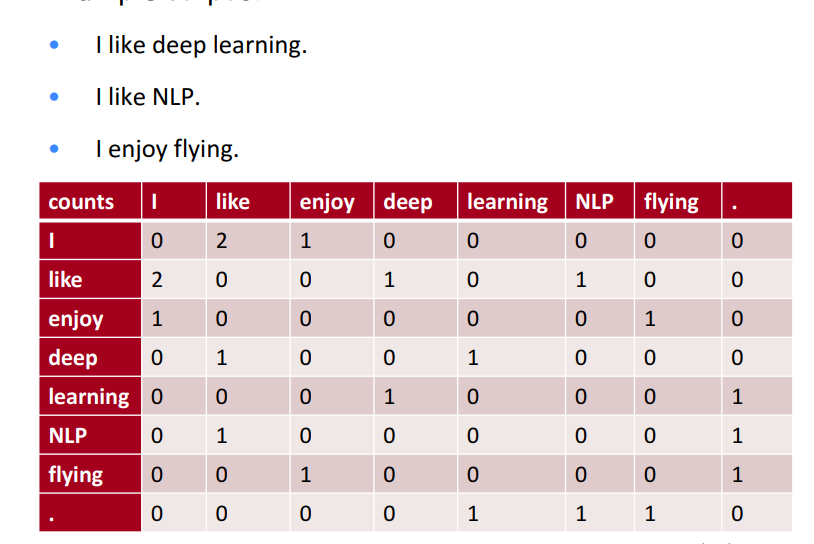 • I like deep learning.
• I like NLP.
• I enjoy flying.
counts I like enjoy deep learning NLP flying .
I 0 2 1 0 0 0 0 0
like 2 0 0 1 0 1 0 0
enjoy 1 0 0 0 0 0 1 0
deep 0 1 0 0 1 0 0 0
learning 0 0 0 1 0 0 0 1
NLP 0 1 0 0 0 0 0 1
flying 0 0 1 0 0 0 0 1
. 0 0 0 0 1 1 1 0